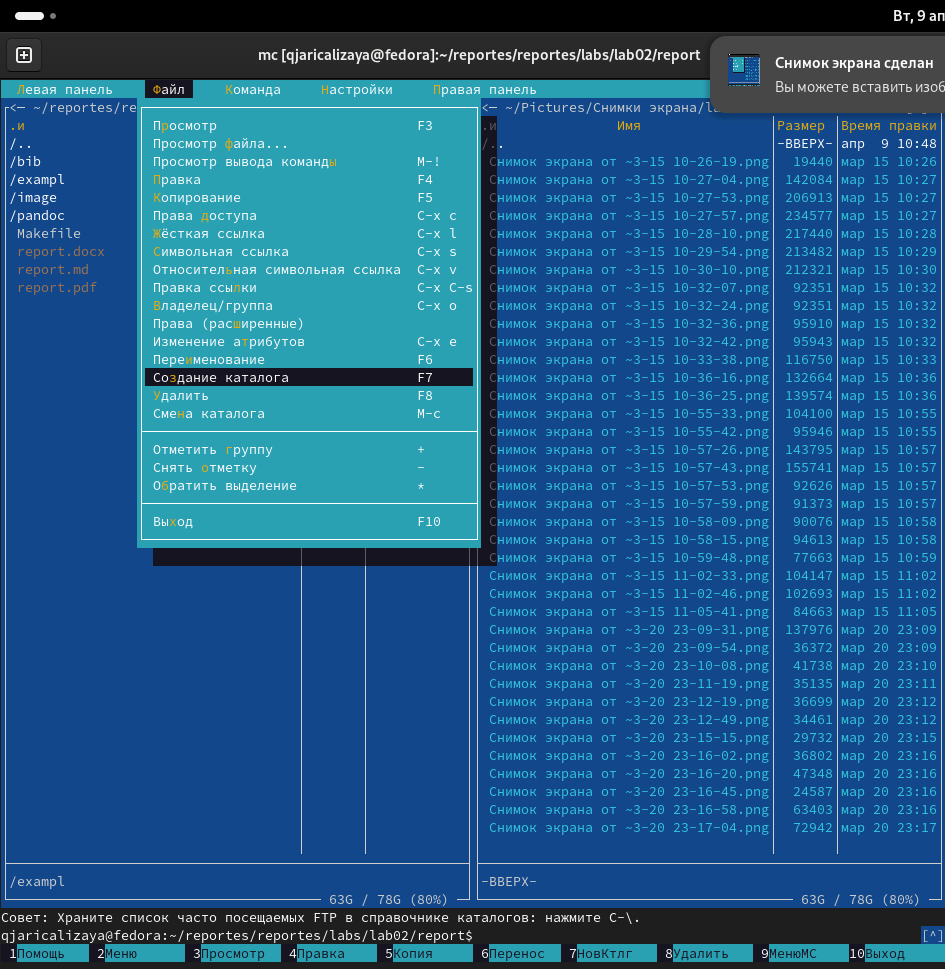 Вт, 9 ап
mc [qjaricalizaya@fedora]:~/reportes/reportes/labs/lab02/report
Снимок экрана сделан
Вы можете вставить изоб
Левая панель Файл Команда Настройки Правая панель
<— ~/reportes/re
.и
/..
/bib
/exampl
/image
/pandoc
Makefile
report.docx
report.md
report.pdf
Просмотр F3
Просмотр файла...
Просмотр вывода команды M-!
Правка F4
Копирование F5
Права доступа C-x c
Жёсткая ссылка C-x l
Символьная ссылка C-x s
Относительная символьная ссылка C-x v
Правка ссылки C-x C-s
Владелец/группа C-x o
Права (расширенные)
Изменение атрибутов C-x e
Переименование F6
Создание каталога F7
Удалить F8
Смена каталога M-c
Отметить группу +
Снять отметку -
Обратить выделение *
Выход F10
<— ~/Pictures/Снимки экрана/
.и Имя Размер Время правки
/.. -ВВЕРХ- апр 9 10:48
Снимок экрана от ~3-15 10-26-19.png 19440 мар 15 10:26
Снимок экрана от ~3-15 10-27-04.png 142084 мар 15 10:27
Снимок экрана от ~3-15 10-27-53.png 206913 мар 15 10:27
Снимок экрана от ~3-15 10-27-57.png 234577 мар 15 10:27
Снимок экрана от ~3-15 10-28-10.png 217440 мар 15 10:28
Снимок экрана от ~3-15 10-29-54.png 213482 мар 15 10:29
Снимок экрана от ~3-15 10-30-10.png 212321 мар 15 10:30
Снимок экрана от ~3-15 10-32-07.png 92351 мар 15 10:32
Снимок экрана от ~3-15 10-32-24.png 92351 мар 15 10:32
Снимок экрана от ~3-15 10-32-36.png 95910 мар 15 10:32
Снимок экрана от ~3-15 10-32-42.png 95943 мар 15 10:32
Снимок экрана от ~3-15 10-33-38.png 116750 мар 15 10:33
Снимок экрана от ~3-15 10-36-16.png 132664 мар 15 10:36
Снимок экрана от ~3-15 10-36-25.png 139574 мар 15 10:36
Снимок экрана от ~3-15 10-55-33.png 104100 мар 15 10:55
Снимок экрана от ~3-15 10-55-42.png 95946 мар 15 10:55
Снимок экрана от ~3-15 10-57-26.png 143795 мар 15 10:57
Снимок экрана от ~3-15 10-57-43.png 155741 мар 15 10:57
Снимок экрана от ~3-15 10-57-53.png 92626 мар 15 10:57
Снимок экрана от ~3-15 10-57-59.png 91373 мар 15 10:57
Снимок экрана от ~3-15 10-58-09.png 90076 мар 15 10:58
Снимок экрана от ~3-15 10-58-15.png 94613 мар 15 10:58
Снимок экрана от ~3-15 10-59-48.png 77663 мар 15 10:59
Снимок экрана от ~3-15 11-02-33.png 104147 мар 15 11:02
Снимок экрана от ~3-15 11-02-46.png 102693 мар 15 11:02
Снимок экрана от ~3-15 11-05-41.png 84663 мар 15 11:05
Снимок экрана от ~3-20 23-09-31.png 137976 мар 20 23:09
Снимок экрана от ~3-20 23-09-54.png 36372 мар 20 23:09
Снимок экрана от ~3-20 23-10-08.png 41738 мар 20 23:10
Снимок экрана от ~3-20 23-11-19.png 35135 мар 20 23:11
Снимок экрана от ~3-20 23-12-19.png 36699 мар 20 23:12
Снимок экрана от ~3-20 23-12-49.png 34461 мар 20 23:12
Снимок экрана от ~3-20 23-15-15.png 29732 мар 20 23:15
Снимок экрана от ~3-20 23-16-02.png 36802 мар 20 23:16
Снимок экрана от ~3-20 23-16-20.png 47348 мар 20 23:16
Снимок экрана от ~3-20 23-16-45.png 24587 мар 20 23:16
Снимок экрана от ~3-20 23-16-58.png 63403 мар 20 23:16
Снимок экрана от ~3-20 23-17-04.png 72942 мар 20 23:17
/exampl -ВВЕРХ-
63G / 78G (80%) 63G / 78G (80%)
Совет: Храните список часто посещаемых FTP в справочнике каталогов: нажмите C-\.
qjaricalizaya@fedora:~/reportes/reportes/labs/lab02/report$ [^]
1Помощь 2Меню 3Просмотр 4Правка 5Копия 6Перенос 7НовКтлг 8Удалить 9МенюMC 10Выход